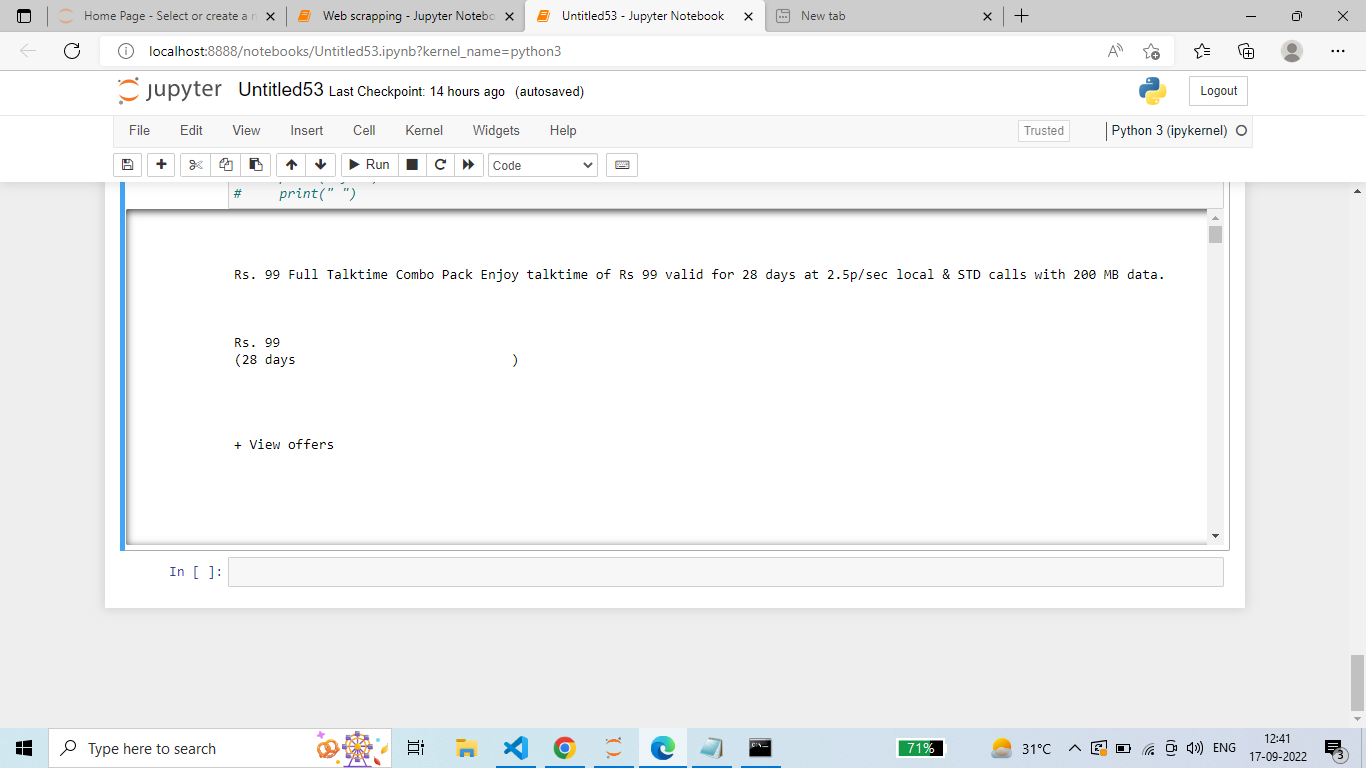 Home Page - Select or create a n
Web scrapping - Jupyter Notebo
Untitled53 - Jupyter Notebook
New tab
localhost:8888/notebooks/Untitled53.ipynb?kernel_name=python3
jupyter Untitled53 Last Checkpoint: 14 hours ago (autosaved)
Logout
File Edit View Insert Cell Kernel Widgets Help
Trusted
Python 3 (ipykernel)
Run
Code
# print(" ")
Rs. 99 Full Talktime Combo Pack Enjoy talktime of Rs 99 valid for 28 days at 2.5p/sec local & STD calls with 200 MB data.
Rs. 99
(28 days )
+ View offers
In [ ]:
Type here to search
71%
31°C
ENG
12:41
17-09-2022
3